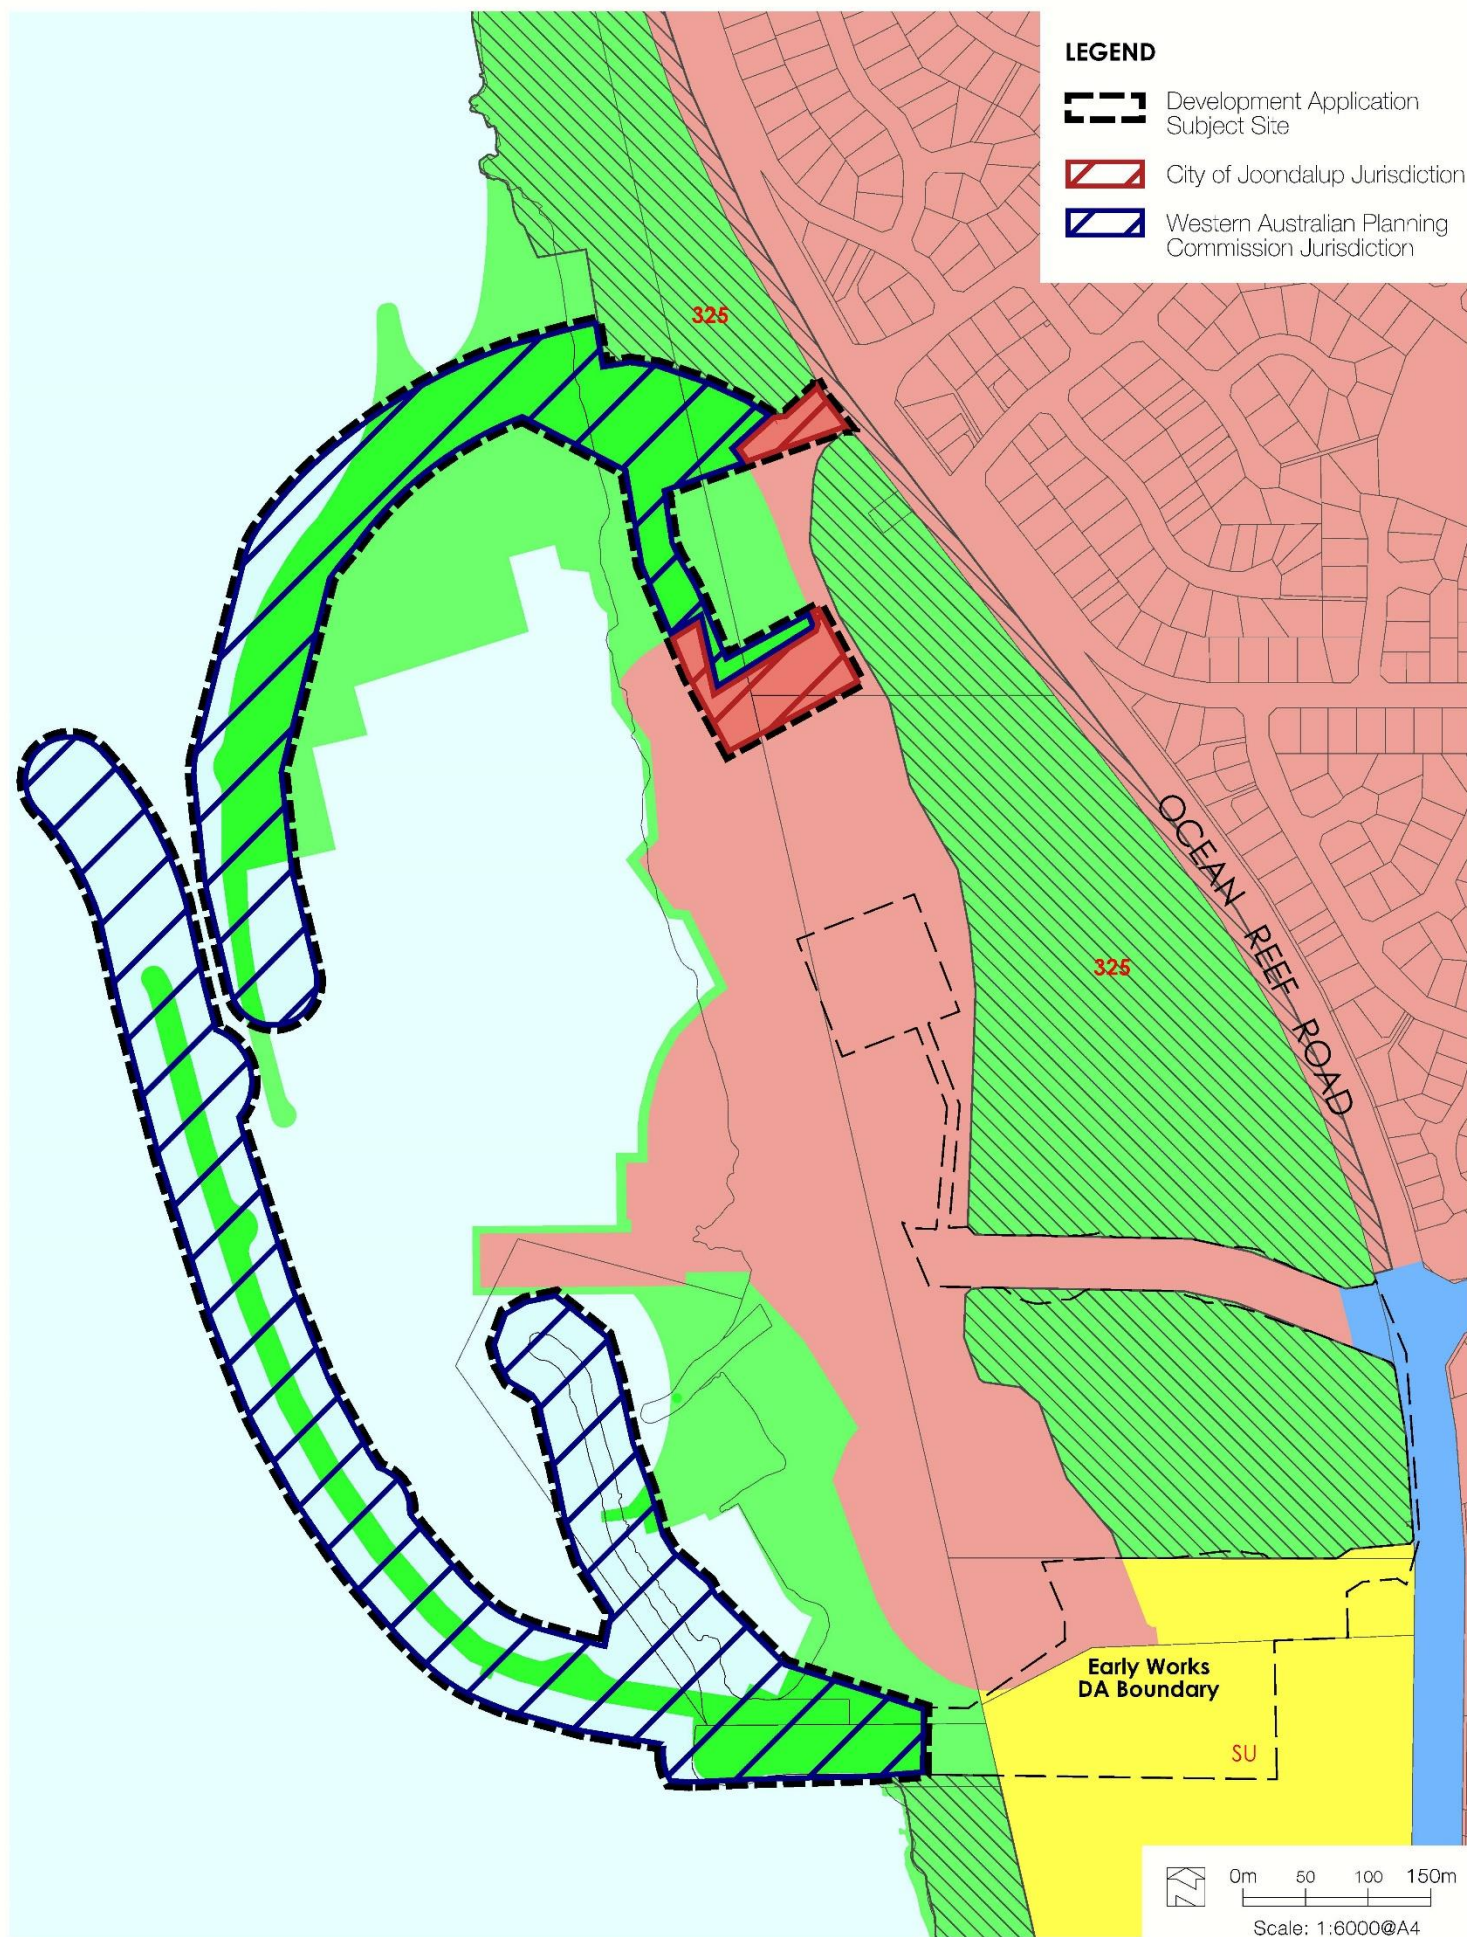 LEGEND
Development Application
Subject Site
City of Joondalup Jurisdiction
Western Australian Planning
Commission Jurisdiction
325
325
OCEAN REEF ROAD
Early Works
DA Boundary
SU
0m 50 100 150m
Scale: 1:6000@A4